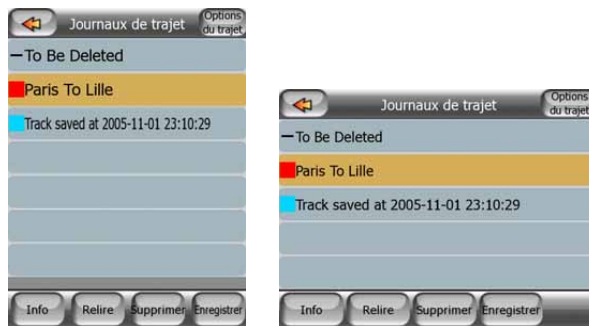 Journaux de trajet
Options
du trajet
To Be Deleted
Paris To Lille
Track saved at 2005-11-01 23:10:29
Info Relire Supprimer Enregistrer
Journaux de trajet
Options
du trajet
To Be Deleted
Paris To Lille
Track saved at 2005-11-01 23:10:29
Info Relire Supprimer Enregistrer